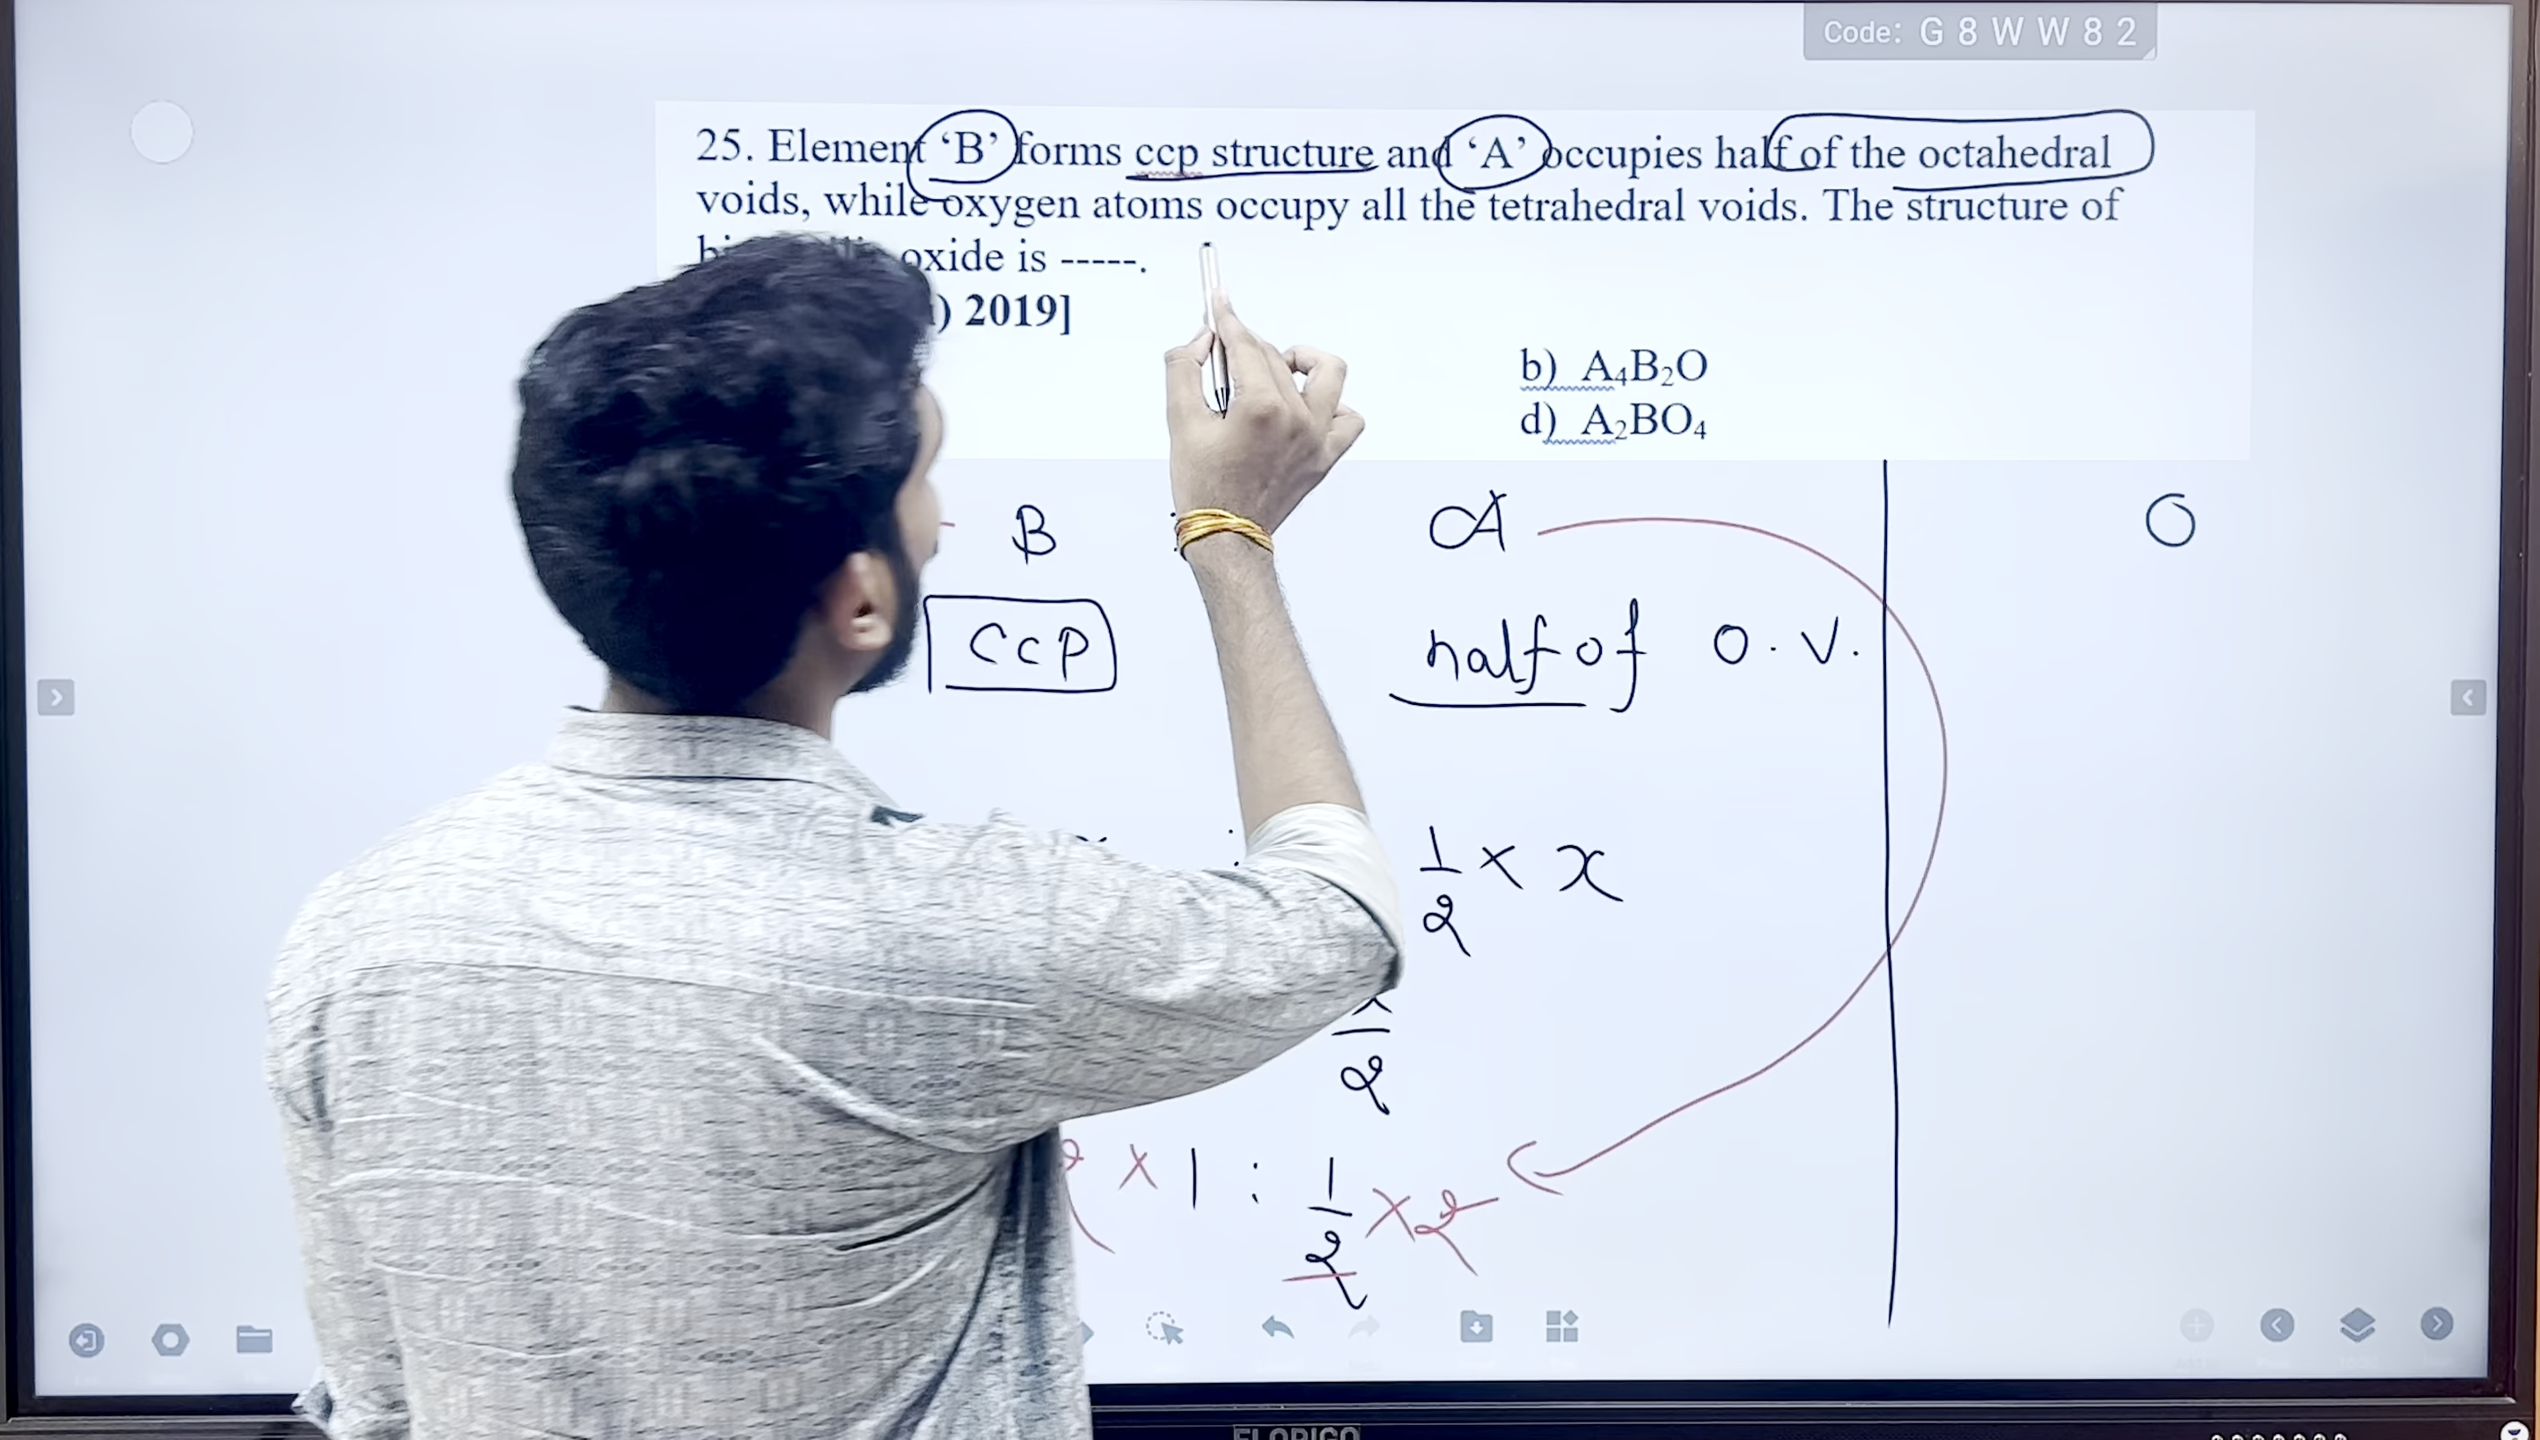 Code: G 8 W W 8 2
25. Element ‘B’ forms ccp structure and ‘A’ occupies half of the octahedral
voids, while oxygen atoms occupy all the tetrahedral voids. The structure of
oxide is -----.
) 2019]
b) A₄B₂O
d) A₂BO₄
B : A O
CCP half of O.V.
: 1/2 × x
2
2 × 1 : 1/2 × 2